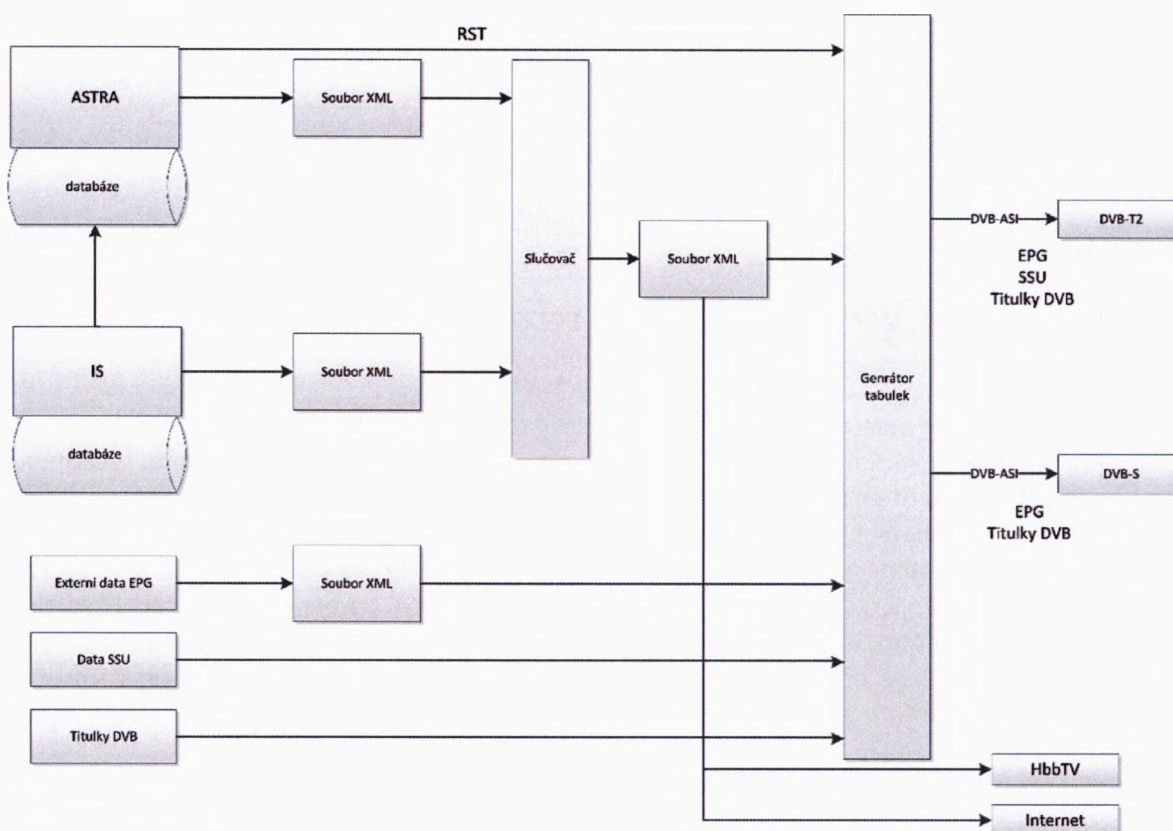 RST
ASTRA
Soubor XML
databáze
Slučovač
Soubor XML
DVB-ASI
DVB-T2
EPG
SSU
Titulky DVB
IS
Soubor XML
databáze
Genrátor
tabulek
DVB-ASI
DVB-S
EPG
Titulky DVB
Externí data EPG
Soubor XML
Data SSU
Titulky DVB
HbbTV
Internet